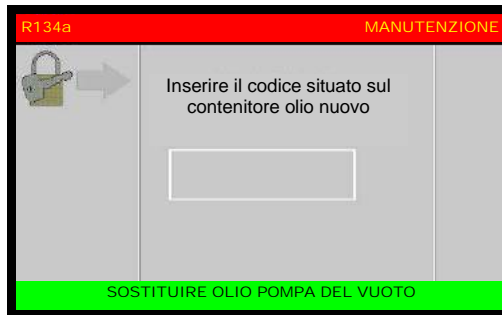 R134a MANUTENZIONE
Inserire il codice situato sul
contenitore olio nuovo
SOSTITUIRE OLIO POMPA DEL VUOTO